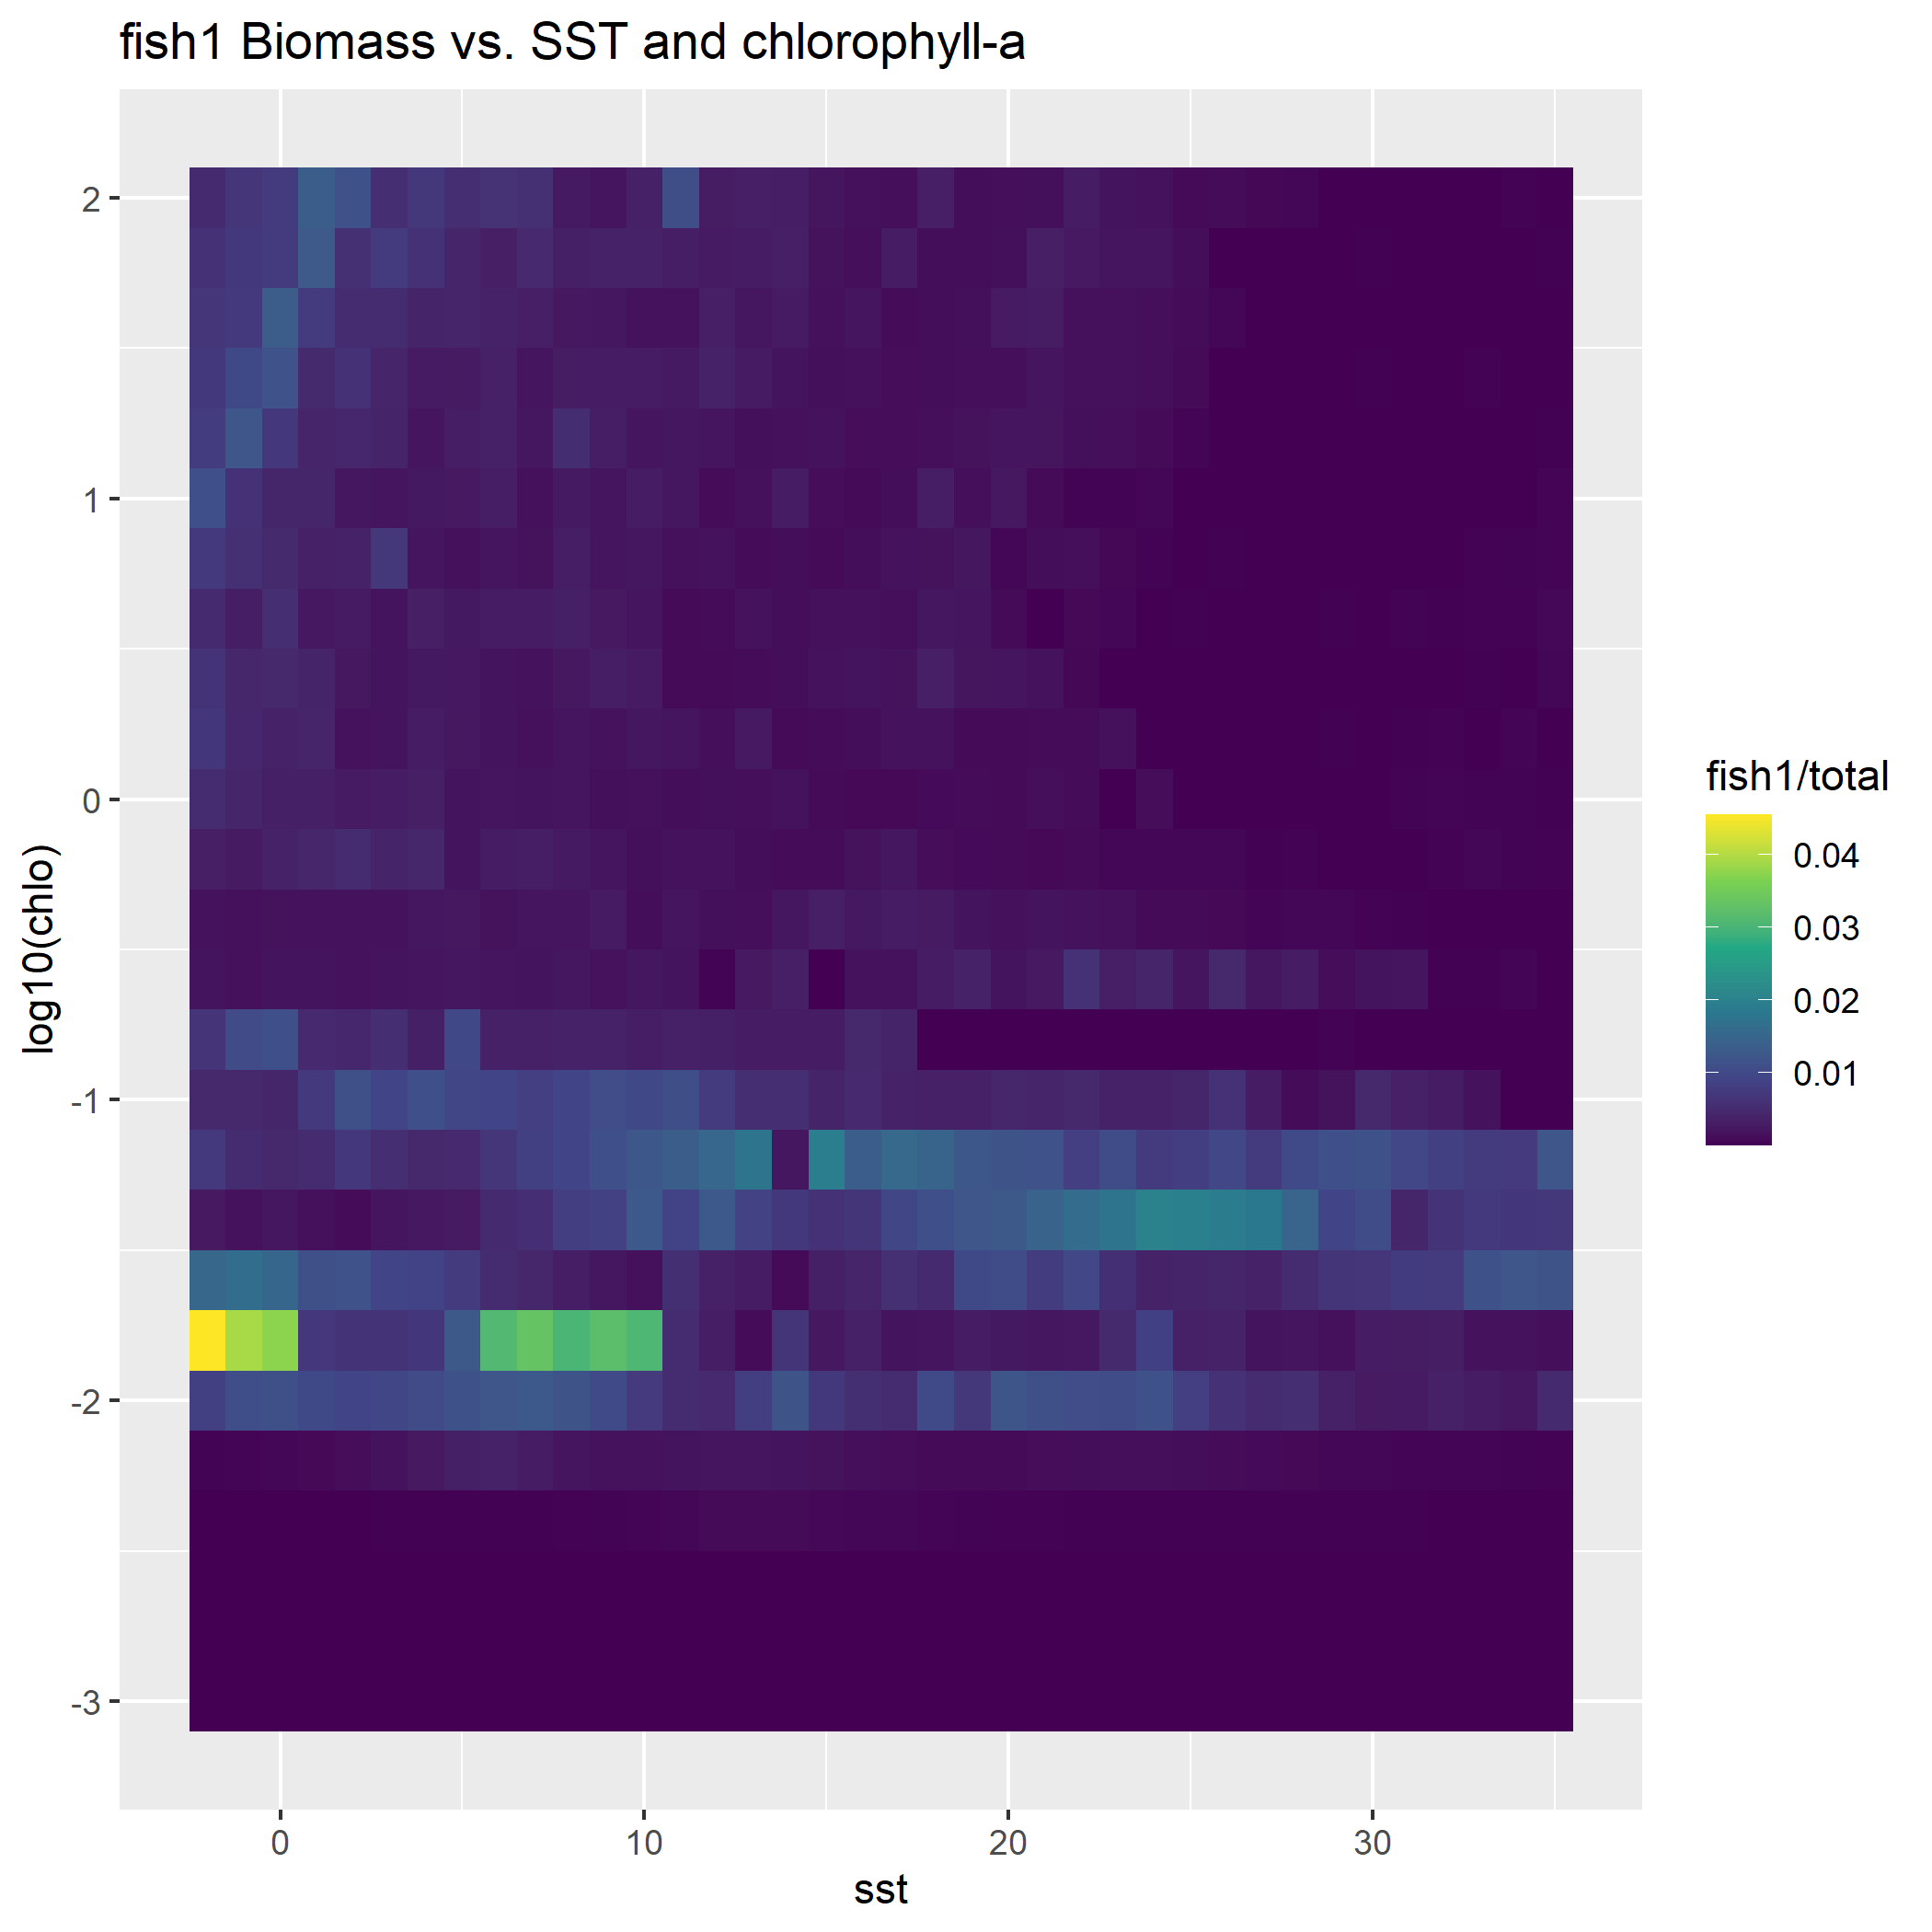 fish1 Biomass vs. SST and chlorophyll-a
2
1
0
-1
-2
-3
log10(chlo)
0 10 20 30
sst
fish1/total
0.04
0.03
0.02
0.01